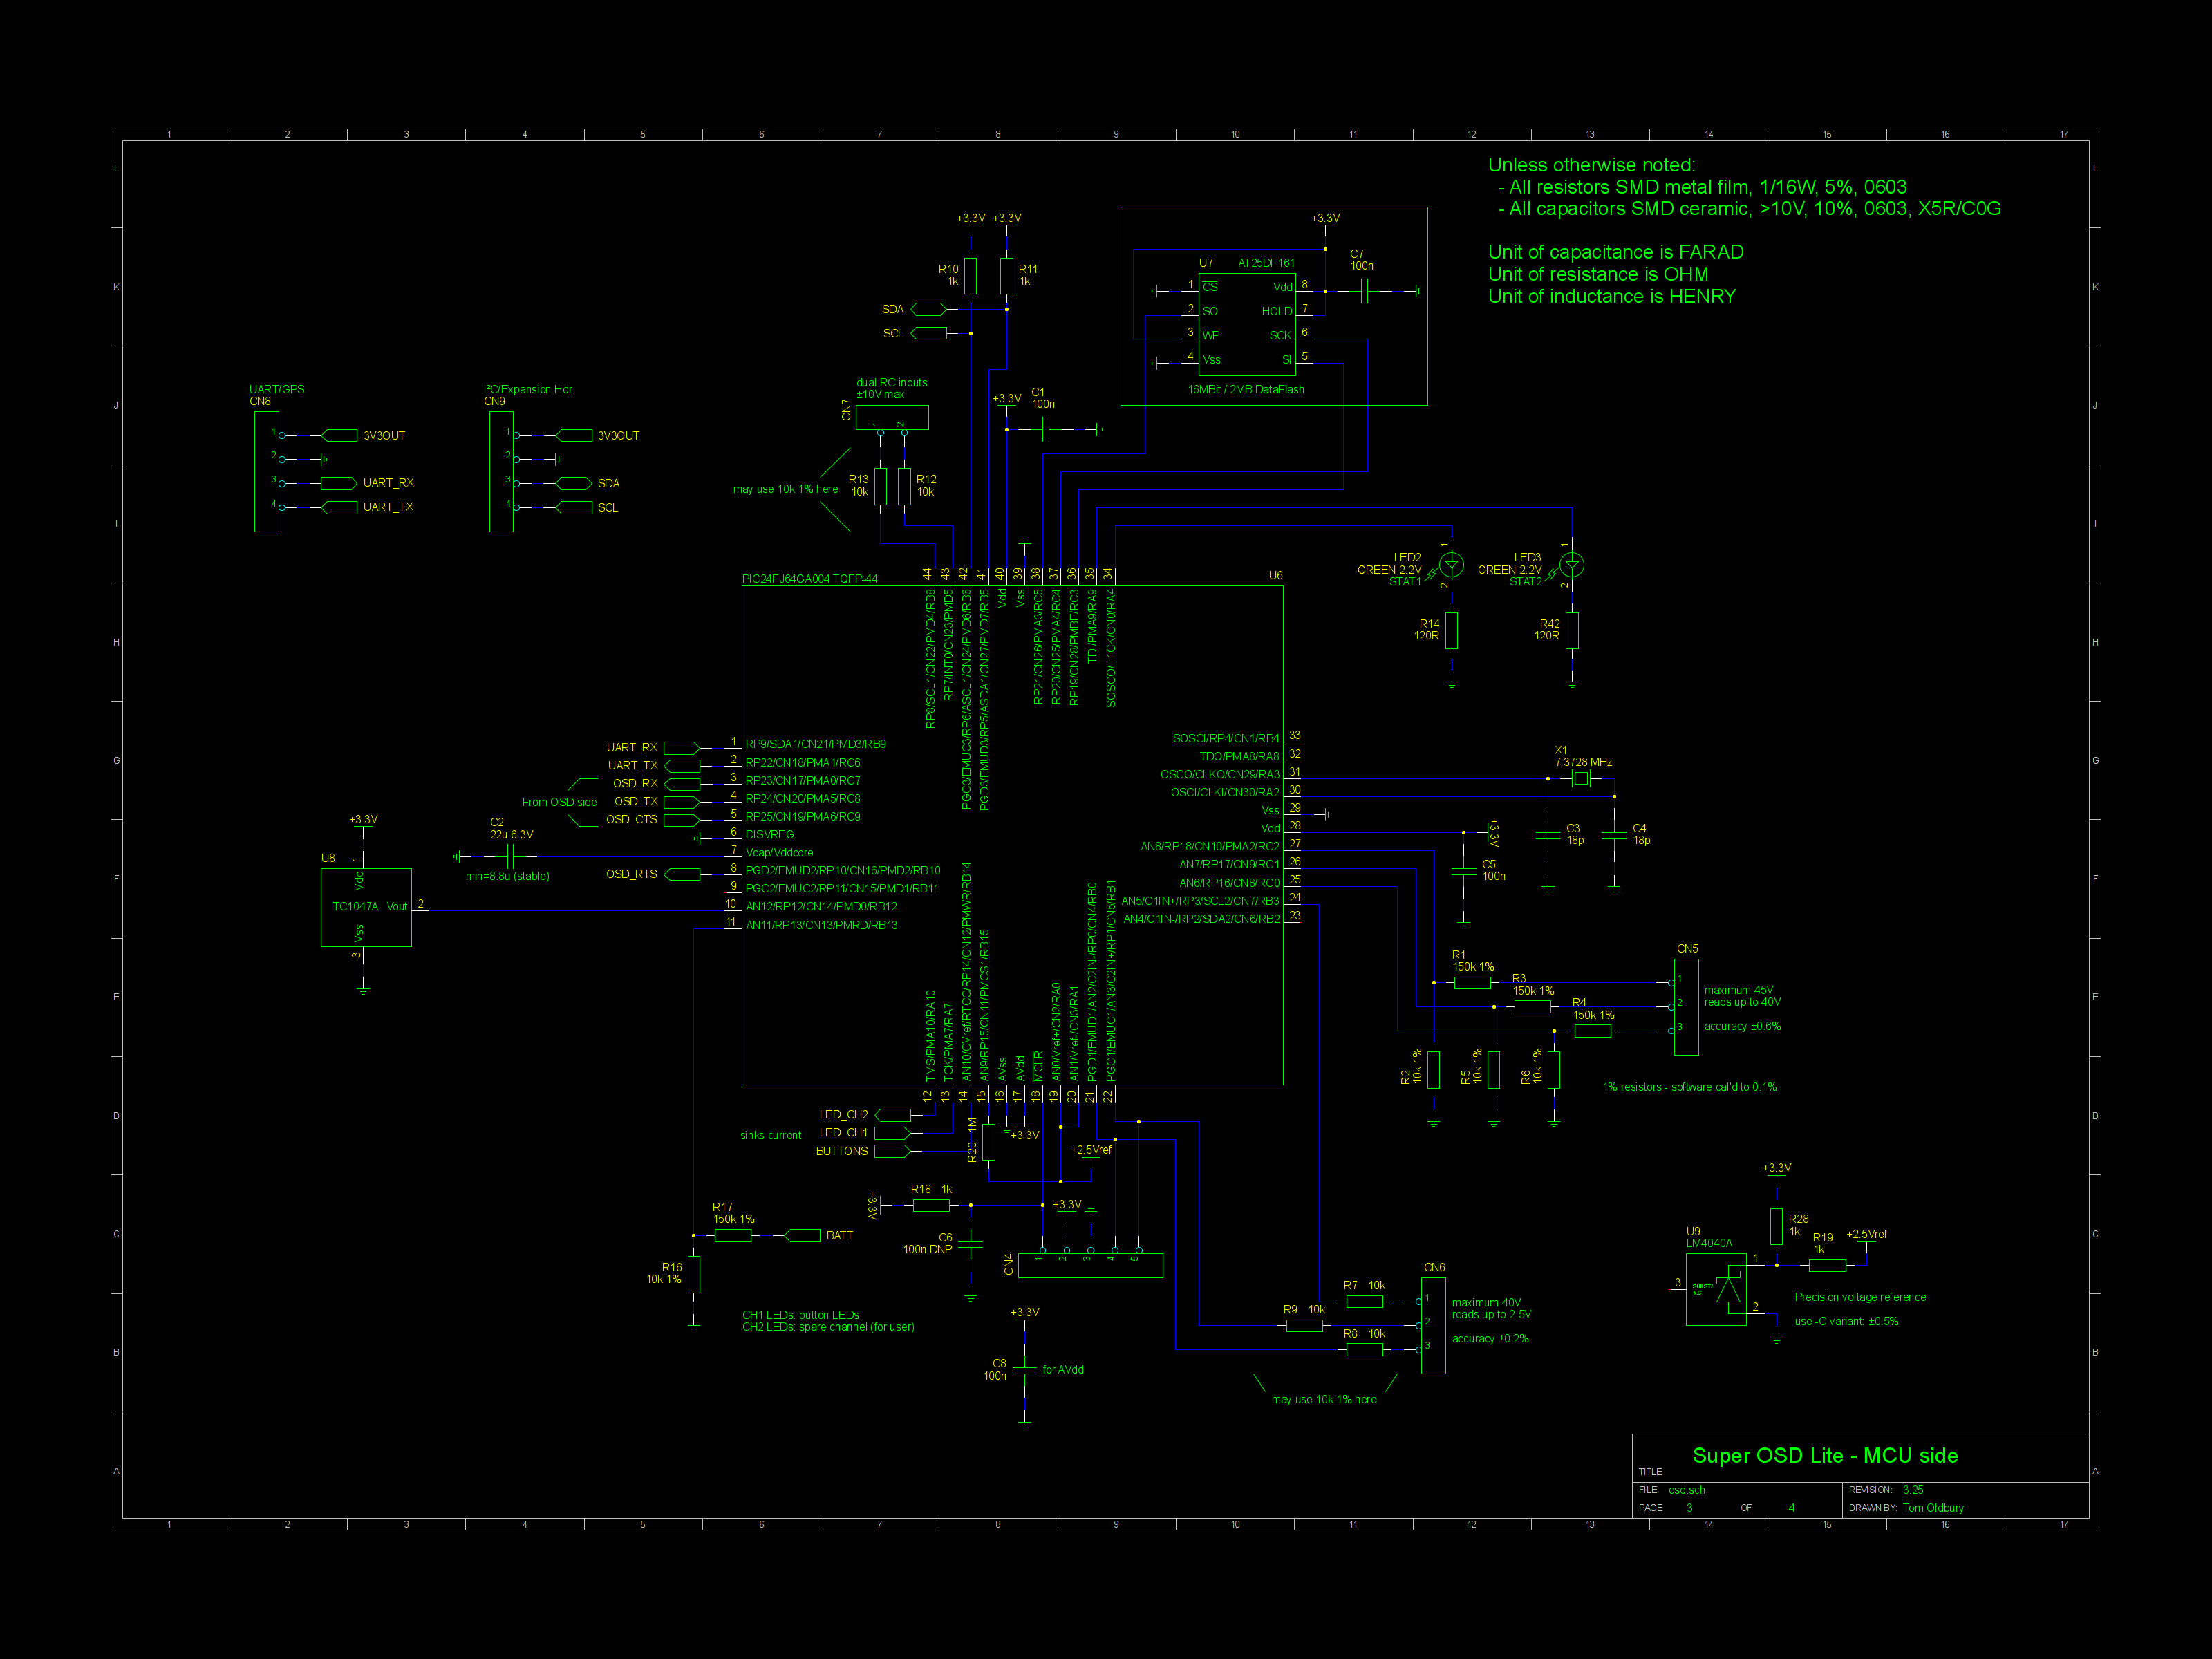 1 2 3 4 5 6 7 8 9 10 11 12 13 14 15 16 17
L L
K K
J J
I I
H H
G G
F F
E E
D D
C C
B B
A A
Unless otherwise noted:
- All resistors SMD metal film, 1/16W, 5%, 0603
- All capacitors SMD ceramic, >10V, 10%, 0603, X5R/C0G
Unit of capacitance is FARAD
Unit of resistance is OHM
Unit of inductance is HENRY
+3.3V +3.3V
R10
1k
R11
1k
SDA
SCL
+3.3V
C7
100n
U7 AT25DF161
1 CS
2 SO
3 WP
4 Vss
Vdd 8
HOLD 7
SCK 6
SI 5
16MBit / 2MB DataFlash
UART/GPS
CN8
1 3V3OUT
2
3 UART_RX
4 UART_TX
I²C/Expansion Hdr.
CN9
1 3V3OUT
2
3 SDA
4 SCL
dual RC inputs
±10V max
CN7
1 2
+3.3V
C1
100n
may use 10k 1% here
R13
10k
R12
10k
LED2
GREEN 2.2V
STAT1
1
2
R14
120R
LED3
GREEN 2.2V
STAT2
1
2
R42
120R
PIC24FJ64GA004 TQFP-44 U6
44 RP8/SCL1/CN22/PMD4/RB8
43 RP7/INT0/CN23/PMD5
42 PGC3/EMUC3/RP6/ASCL1/CN24/PMD6/RB6
41 PGD3/EMUD3/RP5/ASDA1/CN27/PMD7/RB5
40 Vdd
39 Vss
38 RP21/CN26/PMA3/RC5
37 RP20/CN25/PMA4/RC4
36 RP19/CN28/PMBE/RC3
35 TDI/PMA9/RA9
34 SOSCO/T1CK/CN0/RA4
UART_RX 1 RP9/SDA1/CN21/PMD3/RB9
UART_TX 2 RP22/CN18/PMA1/RC6
OSD_RX 3 RP23/CN17/PMA0/RC7
OSD_TX 4 RP24/CN20/PMA5/RC8
OSD_CTS 5 RP25/CN19/PMA6/RC9
From OSD side
6 DISVREG
7 Vcap/Vddcore
OSD_RTS 8 PGD2/EMUD2/RP10/CN16/PMD2/RB10
9 PGC2/EMUC2/RP11/CN15/PMD1/RB11
10 AN12/RP12/CN14/PMD0/RB12
11 AN11/RP13/CN13/PMRD/RB13
C2
22u 6.3V
min=8.8u (stable)
+3.3V
U8
1 Vdd
TC1047A Vout 2
Vss
3
SOSCI/RP4/CN1/RB4 33
TDO/PMA8/RA8 32
OSCO/CLKO/CN29/RA3 31
OSCI/CLKI/CN30/RA2 30
Vss 29
Vdd 28
AN8/RP18/CN10/PMA2/RC2 27
AN7/RP17/CN9/RC1 26
AN6/RP16/CN8/RC0 25
AN5/C1IN+/RP3/SCL2/CN7/RB3 24
AN4/C1IN-/RP2/SDA2/CN6/RB2 23
X1
7.3728 MHz
C3
18p
C4
18p
+3.3V
C5
100n
R1
150k 1%
R3
150k 1%
R4
150k 1%
CN5
1
2
3
maximum 45V
reads up to 40V
accuracy ±0.6%
R2
10k 1%
R5
10k 1%
R6
10k 1%
1% resistors - software cal'd to 0.1%
12 TMS/PMA10/RA10
13 TCK/PMA7/RA7
14 AN10/CVref/RTCC/RP14/CN12/PMWR/RB14
15 AN9/RP15/CN11/PMCS1/RB15
16 AVss
17 AVdd
18 MCLR
19 AN0/Vref+/CN2/RA0
20 AN1/Vref-/CN3/RA1
21 PGD1/EMUD1/AN2/C2IN-/RP0/CN4/RB0
22 PGC1/EMUC1/AN3/C2IN+/RP1/CN5/RB1
LED_CH2
LED_CH1
BUTTONS
sinks current
R20 1M
+3.3V
+2.5Vref
+3.3V
R18 1k
C6
100n DNP
+3.3V
CN4
1 2 3 4 5
R17
150k 1%
BATT
R16
10k 1%
CH1 LEDs: button LEDs
CH2 LEDs: spare channel (for user)
+3.3V
C8
100n
for AVdd
R7 10k
R9 10k
R8 10k
CN6
1
2
3
maximum 40V
reads up to 2.5V
accuracy ±0.2%
may use 10k 1% here
+3.3V
R28
1k
U9
LM4040A
1
2
3
SUBST/
N.C.
R19
1k
+2.5Vref
Precision voltage reference
use -C variant: ±0.5%
Super OSD Lite - MCU side
TITLE
FILE: osd.sch REVISION: 3.25
PAGE 3 OF 4 DRAWN BY: Tom Oldbury
1 2 3 4 5 6 7 8 9 10 11 12 13 14 15 16 17